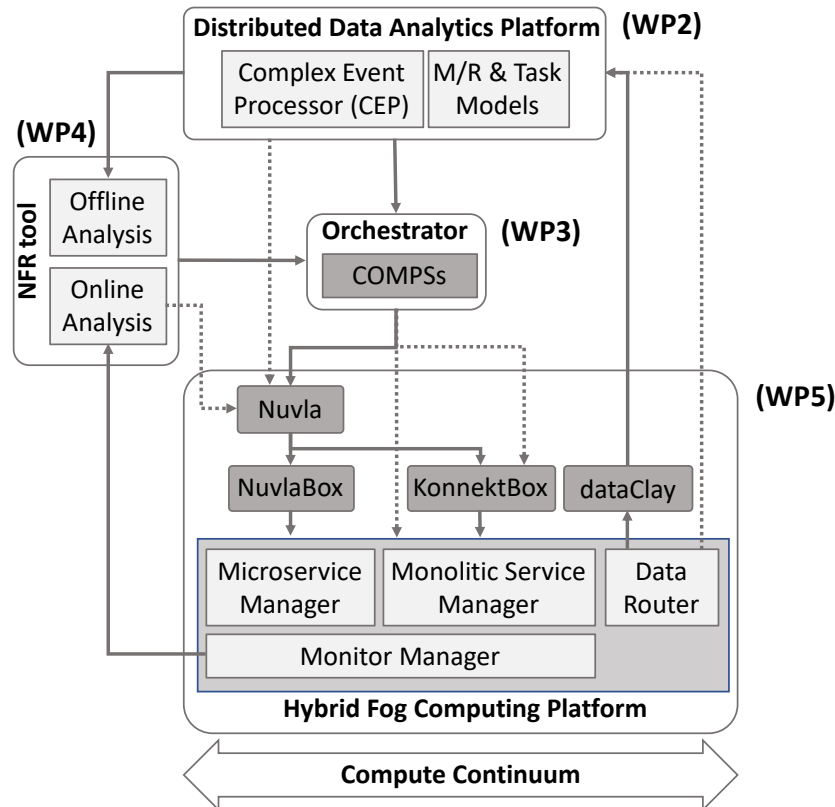 Distributed Data Analytics Platform
(WP2)
Complex Event
Processor (CEP)
M/R & Task
Models
(WP4)
NFR tool
Offline
Analysis
Online
Analysis
Orchestrator
(WP3)
COMPSs
(WP5)
Nuvla
NuvlaBox
KonnektBox
dataClay
Microservice
Manager
Monolitic Service
Manager
Data
Router
Monitor Manager
Hybrid Fog Computing Platform
Compute Continuum